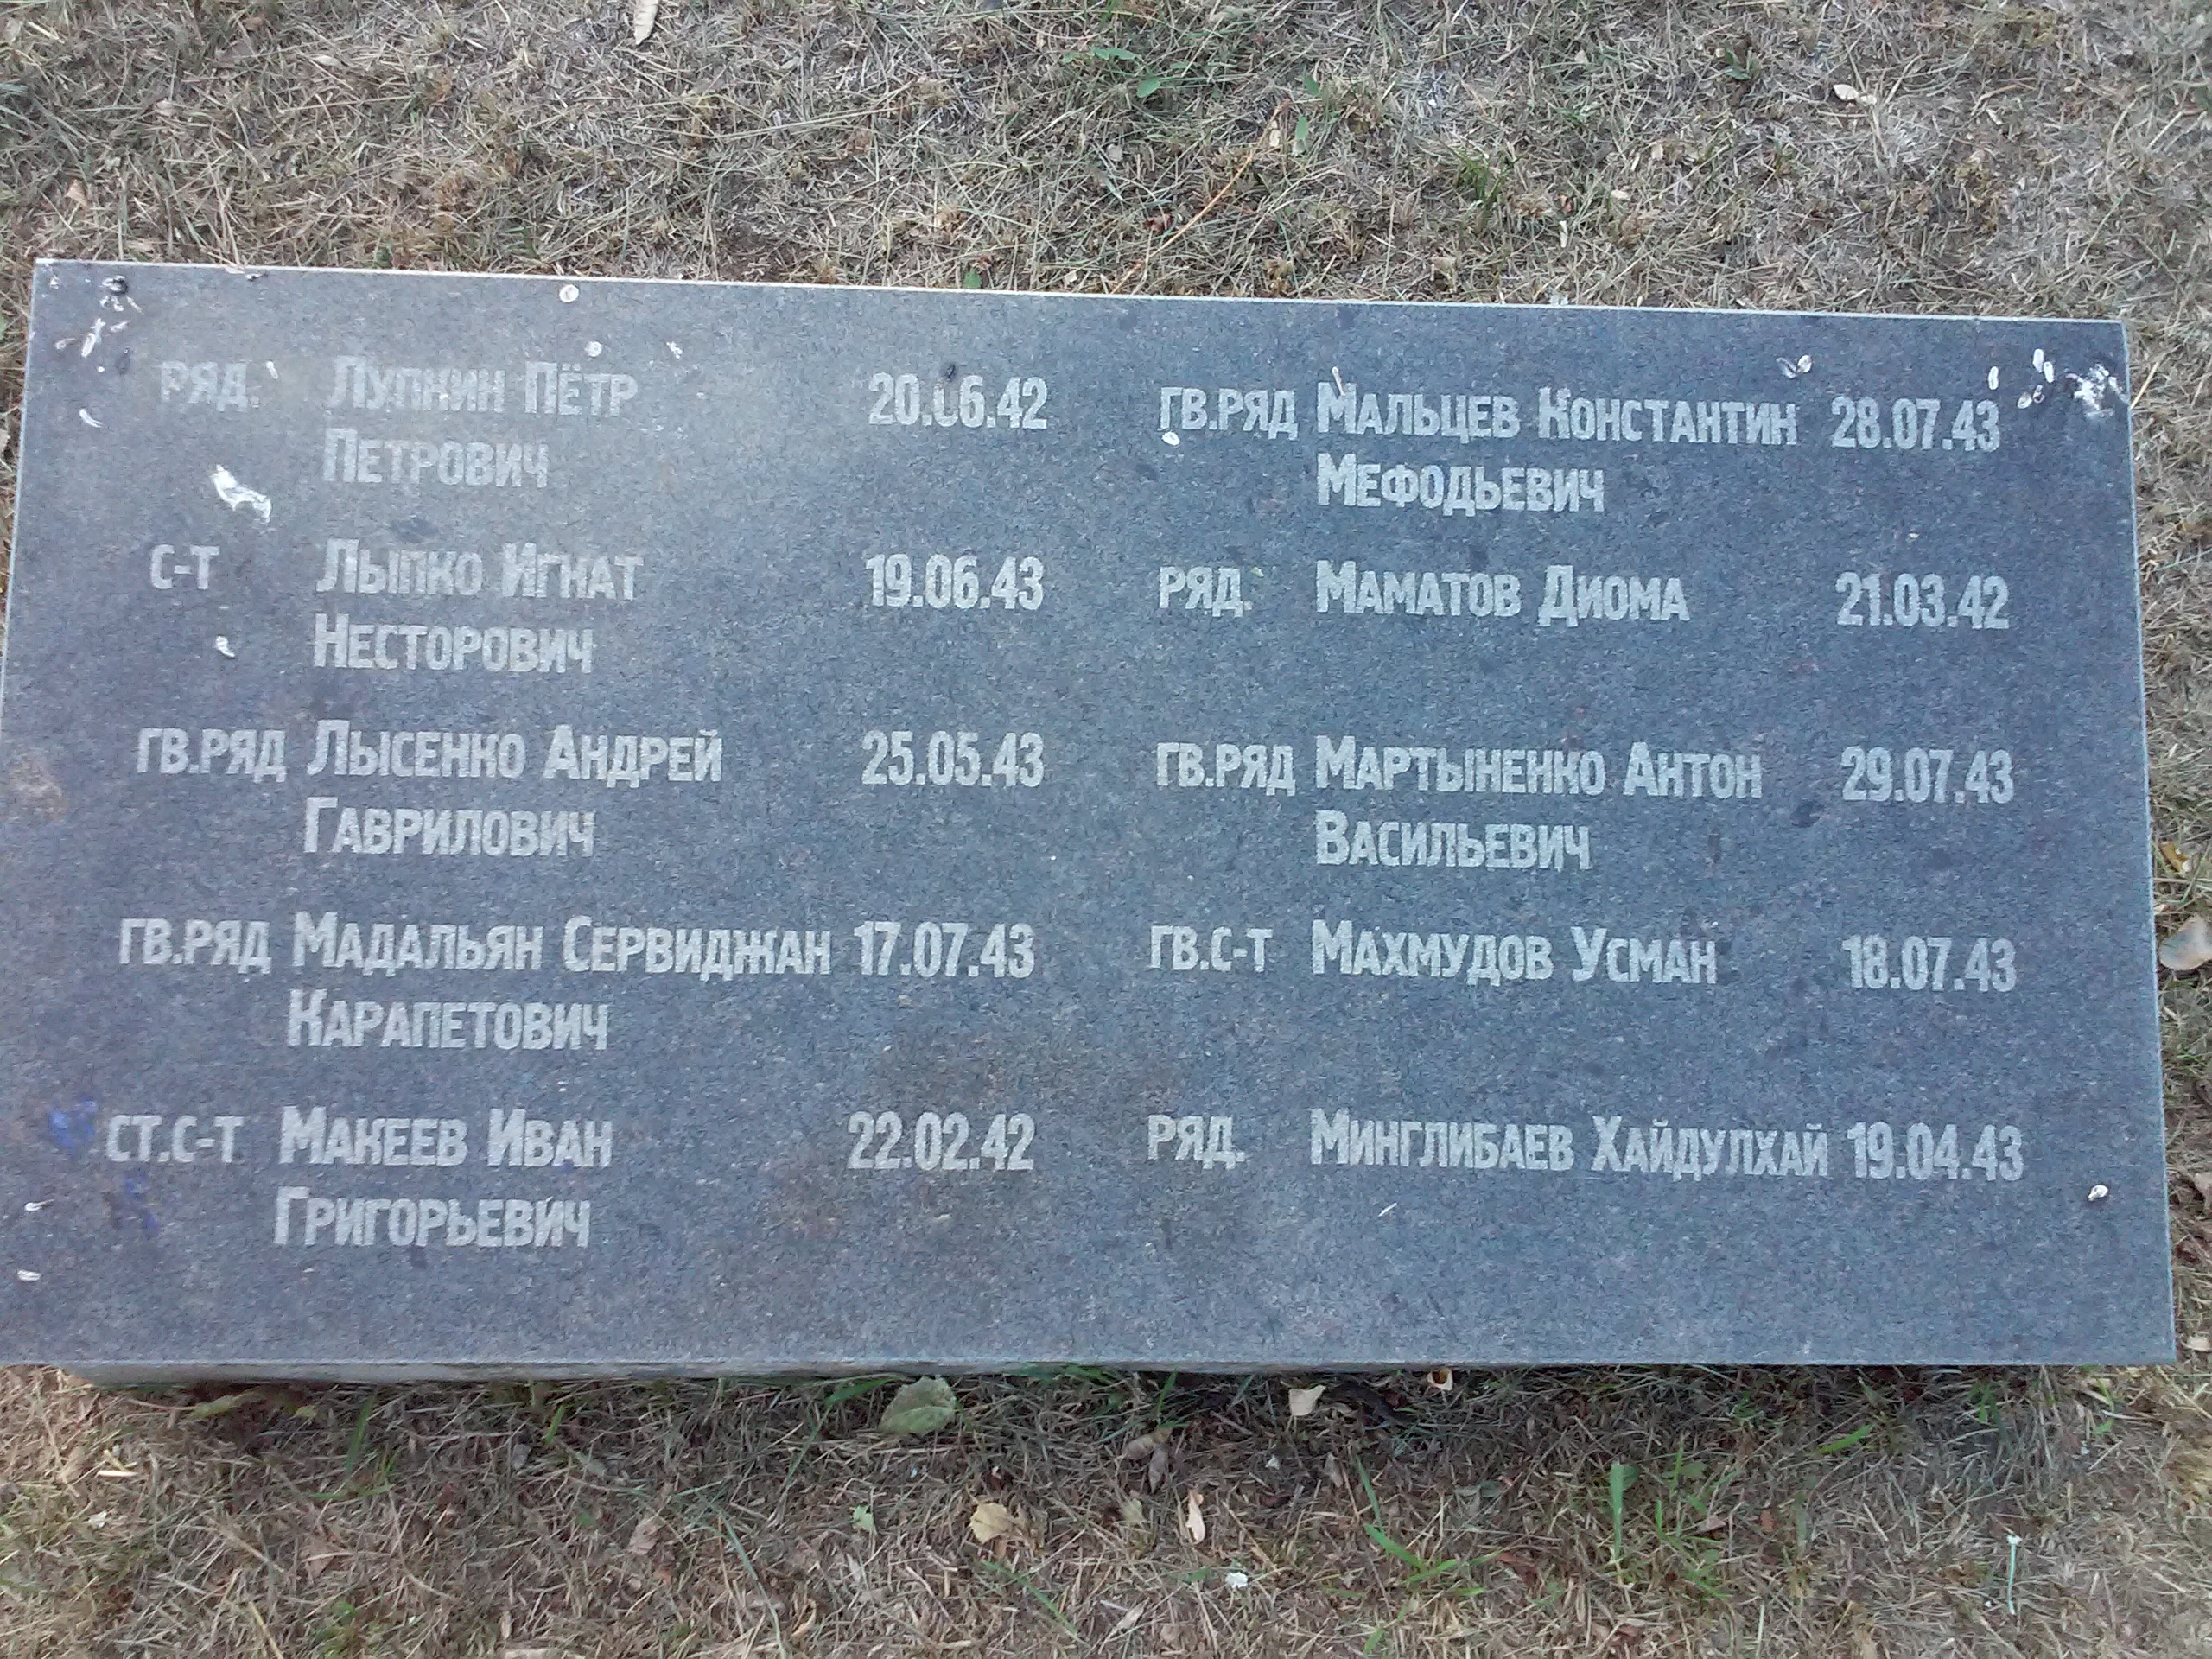 РЯД. ЛУПКИН ПЁТР 20.06.42
ПЕТРОВИЧ
С-Т ЛЫПКО ИГНАТ 19.06.43
НЕСТОРОВИЧ
ГВ.РЯД ЛЫСЕНКО АНДРЕЙ 25.05.43
ГАВРИЛОВИЧ
ГВ.РЯД МАДАЛЬЯН СЕРВИДЖАН 17.07.43
КАРАПЕТОВИЧ
СТ.С-Т МАКЕЕВ ИВАН 22.02.42
ГРИГОРЬЕВИЧ
ГВ.РЯД МАЛЬЦЕВ КОНСТАНТИН 28.07.43
МЕФОДЬЕВИЧ
РЯД. МАМАТОВ ДИОМА 21.03.42
ГВ.РЯД МАРТЫНЕНКО АНТОН 29.07.43
ВАСИЛЬЕВИЧ
ГВ.С-Т МАХМУДОВ УСМАН 18.07.43
РЯД. МИНГЛИБАЕВ ХАЙДУЛХАЙ 19.04.43